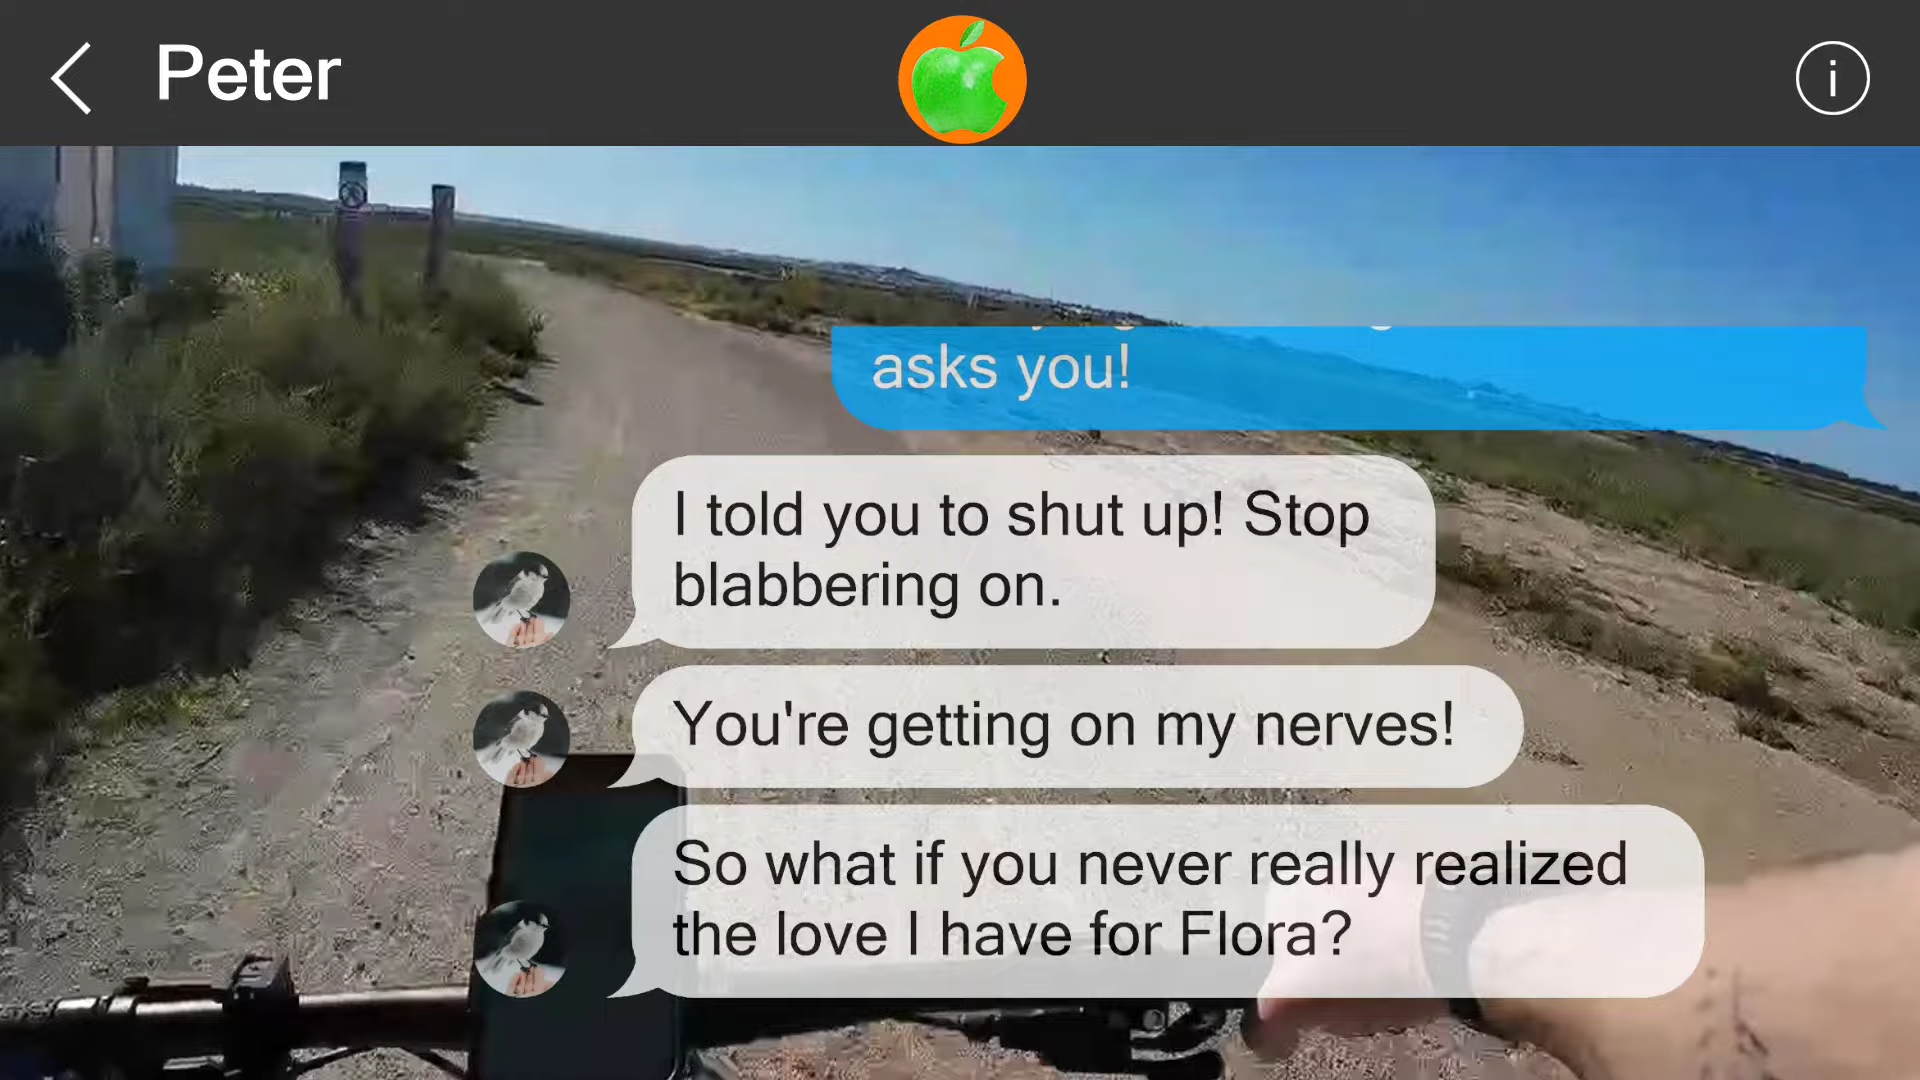 Peter
i
asks you!
I told you to shut up! Stop
blabbering on.
You're getting on my nerves!
So what if you never really realized
the love I have for Flora?